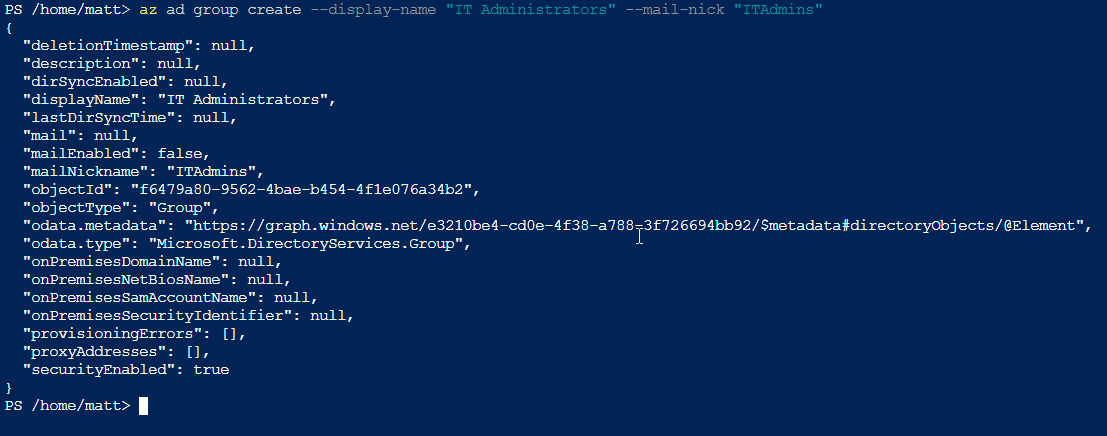 PS /home/matt> az ad group create --display-name "IT Administrators" --mail-nick "ITAdmins"
{
  "deletionTimestamp": null,
  "description": null,
  "dirSyncEnabled": null,
  "displayName": "IT Administrators",
  "lastDirSyncTime": null,
  "mail": null,
  "mailEnabled": false,
  "mailNickname": "ITAdmins",
  "objectId": "f6479a80-9562-4bae-b454-4f1e076a34b2",
  "objectType": "Group",
  "odata.metadata": "https://graph.windows.net/e3210be4-cd0e-4f38-a788-3f726694bb92/$metadata#directoryObjects/@Element",
  "odata.type": "Microsoft.DirectoryServices.Group",
  "onPremisesDomainName": null,
  "onPremisesNetBiosName": null,
  "onPremisesSamAccountName": null,
  "onPremisesSecurityIdentifier": null,
  "provisioningErrors": [],
  "proxyAddresses": [],
  "securityEnabled": true
}
PS /home/matt>